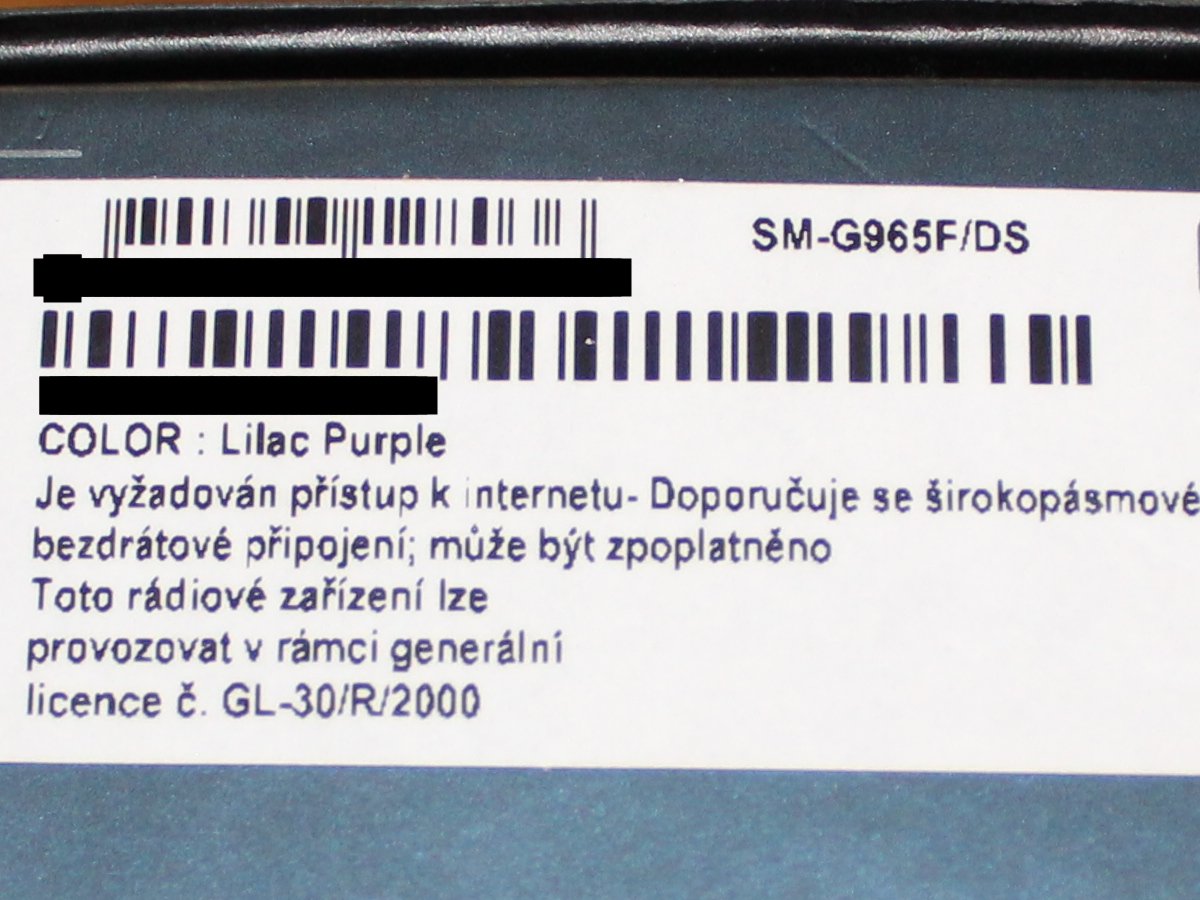 SM-G965F/DS
COLOR : Lilac Purple
Je vyžadován přístup k internetu- Doporučuje se širokopásmové
bezdrátové připojení; může být zpoplatněno
Toto rádiové zařízení lze
provozovat v rámci generální
licence č. GL-30/R/2000